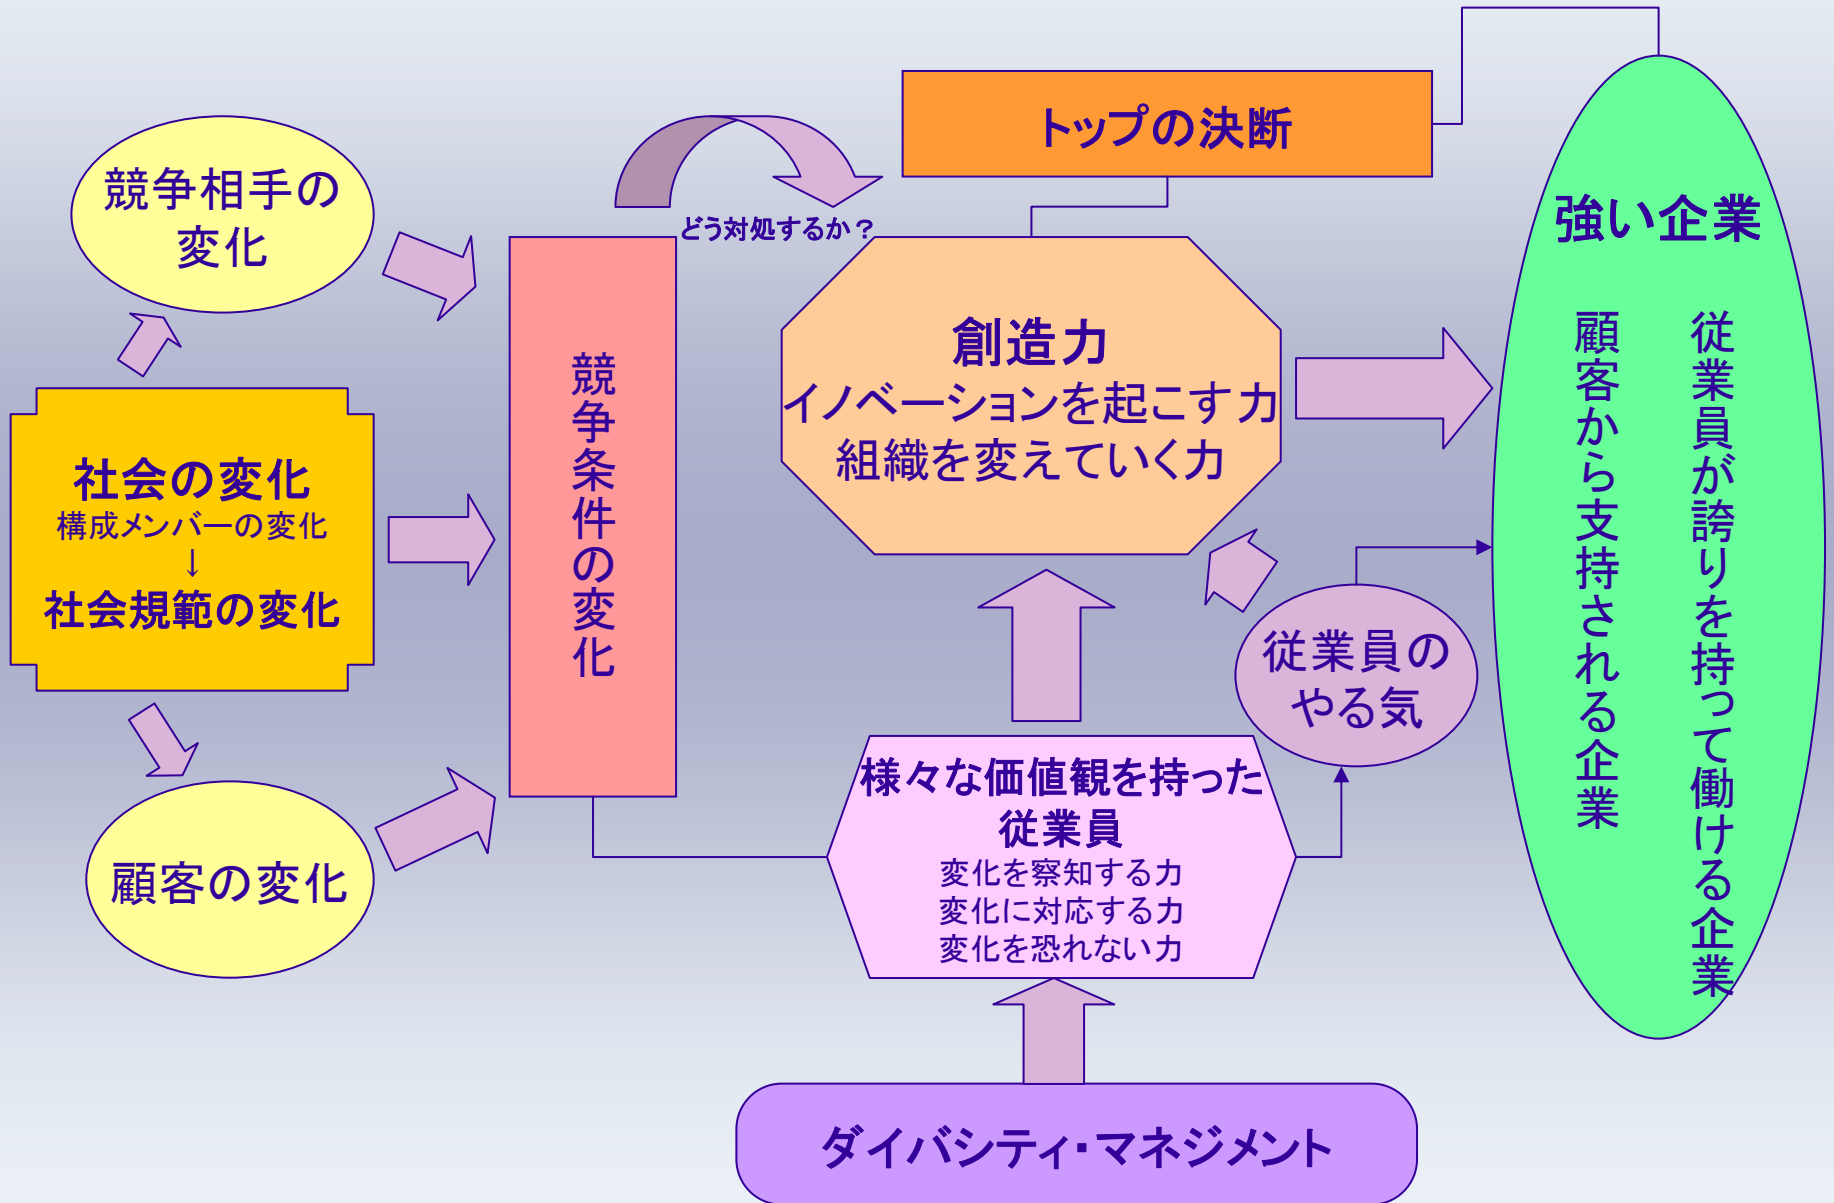 競争相手の
変化
社会の変化
構成メンバーの変化
↓
社会規範の変化
顧客の変化
競争条件の変化
どう対処するか？
トップの決断
創造力
イノベーションを起こす力
組織を変えていく力
従業員の
やる気
様々な価値観を持った
従業員
変化を察知する力
変化に対応する力
変化を恐れない力
ダイバシティ・マネジメント
強い企業
従業員が誇りを持って働ける企業
顧客から支持される企業